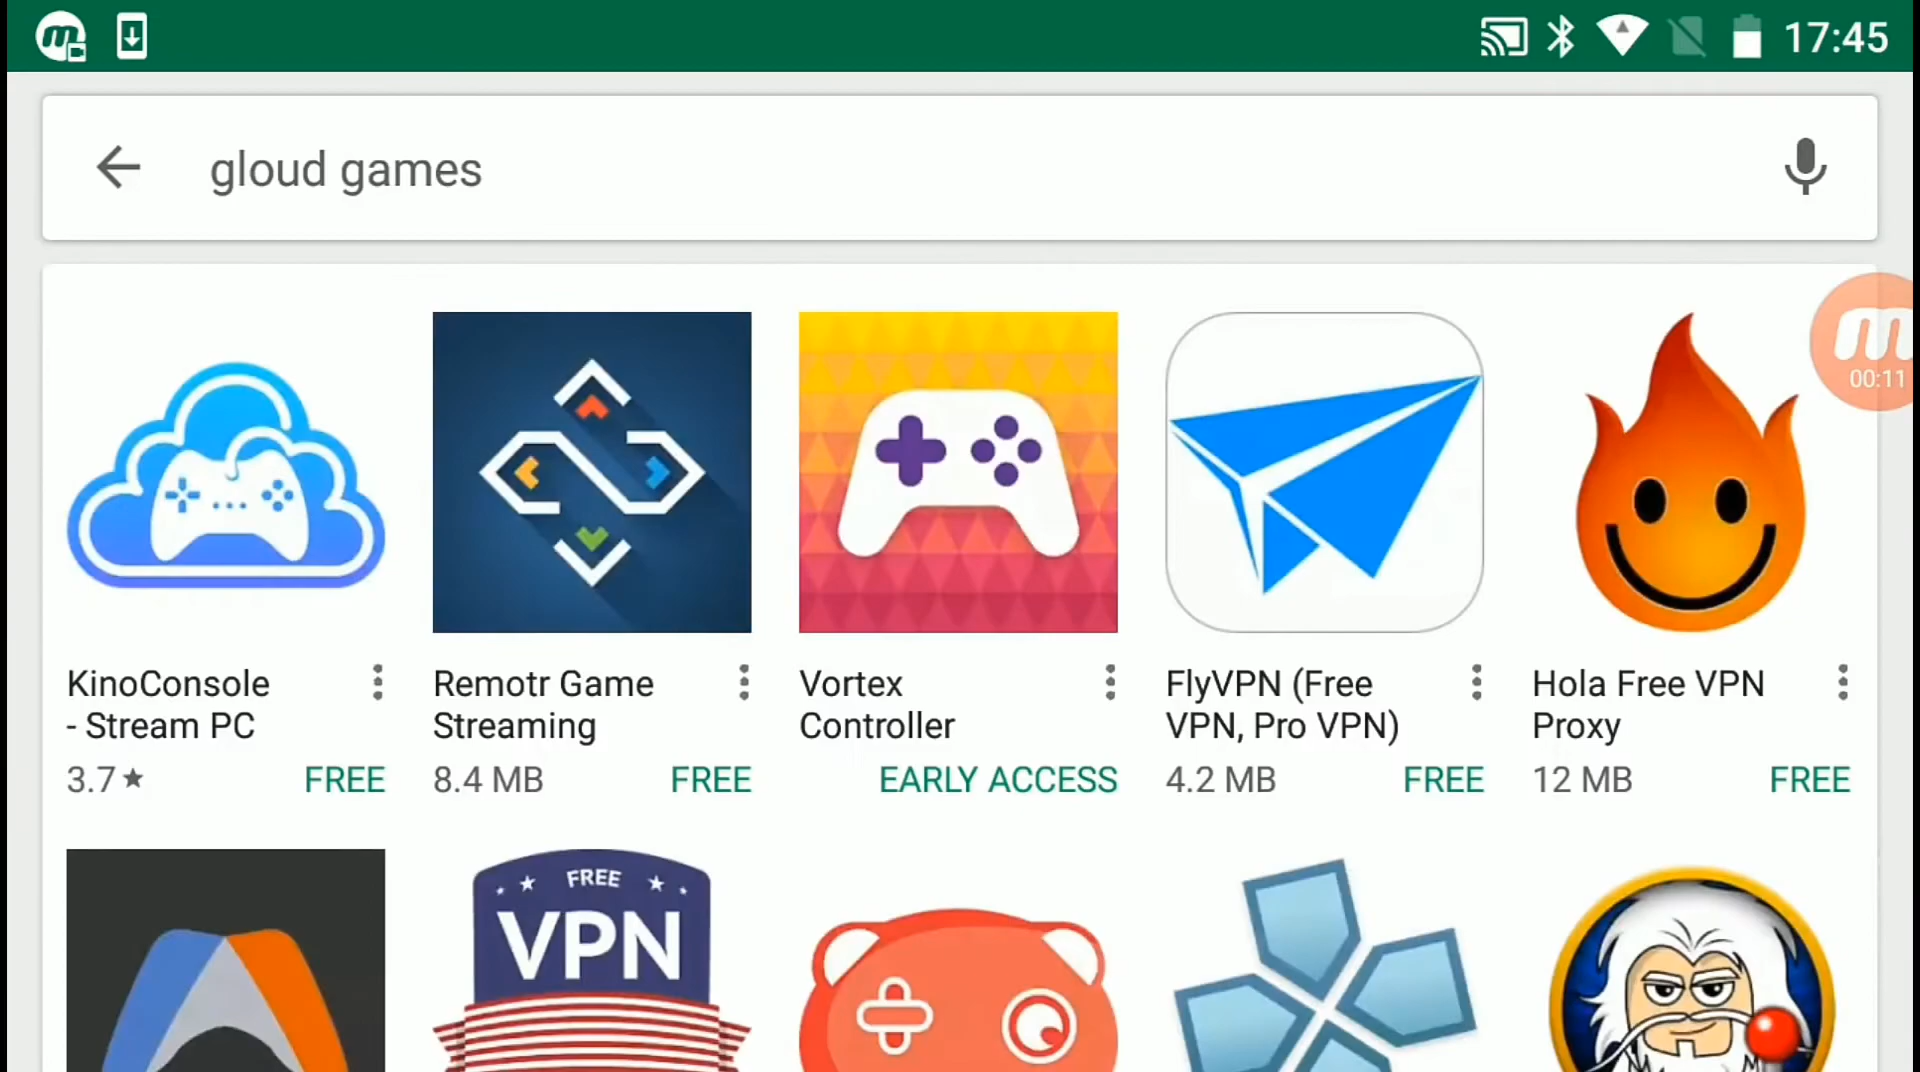 17:45
gloud games
00:11
KinoConsole
- Stream PC
3.7★ FREE
Remotr Game
Streaming
8.4 MB FREE
Vortex
Controller
EARLY ACCESS
FlyVPN (Free
VPN, Pro VPN)
4.2 MB FREE
Hola Free VPN
Proxy
12 MB FREE
FREE
VPN